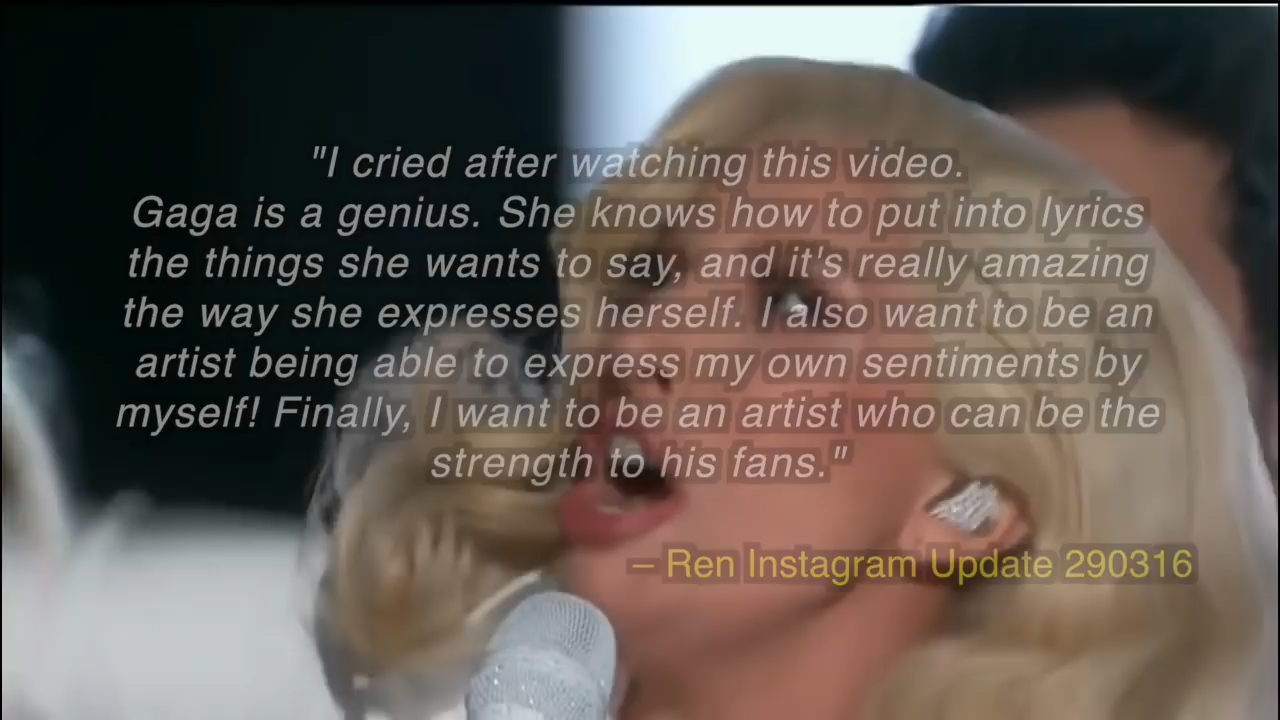 "I cried after watching this video.
Gaga is a genius. She knows how to put into lyrics
the things she wants to say, and it's really amazing
the way she expresses herself. I also want to be an
artist being able to express my own sentiments by
myself! Finally, I want to be an artist who can be the
strength to his fans."
– Ren Instagram Update 290316